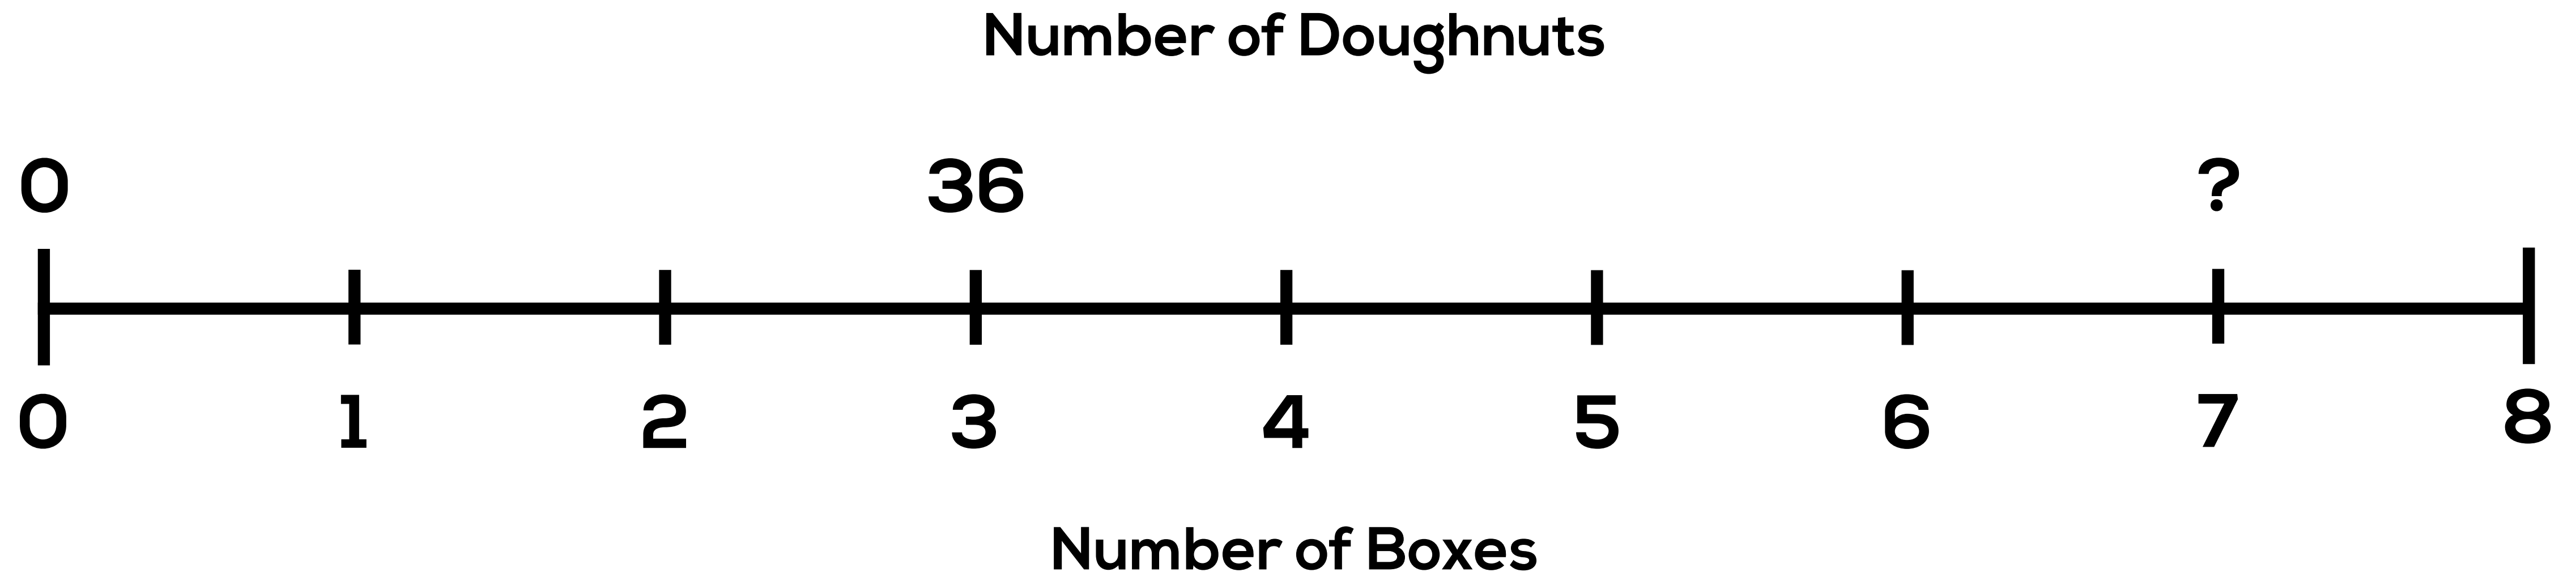 Number of Doughnuts
0 36 ?
0 1 2 3 4 5 6 7 8
Number of Boxes